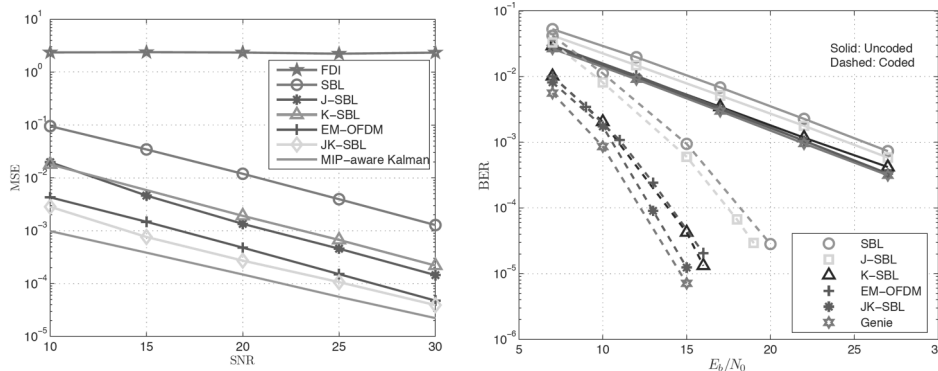 10^1
10^0
10^-1
10^-2
10^-3
10^-4
10^-5
MSE
10
15
20
25
30
SNR
FDI
SBL
J-SBL
K-SBL
EM-OFDM
JK-SBL
MIP-aware Kalman
10^-1
10^-2
10^-3
10^-4
10^-5
10^-6
BER
5
10
15
20
25
3
E_b/N_0
Solid: Uncoded
Dashed: Coded
SBL
J-SBL
K-SBL
EM-OFDM
JK-SBL
Genie